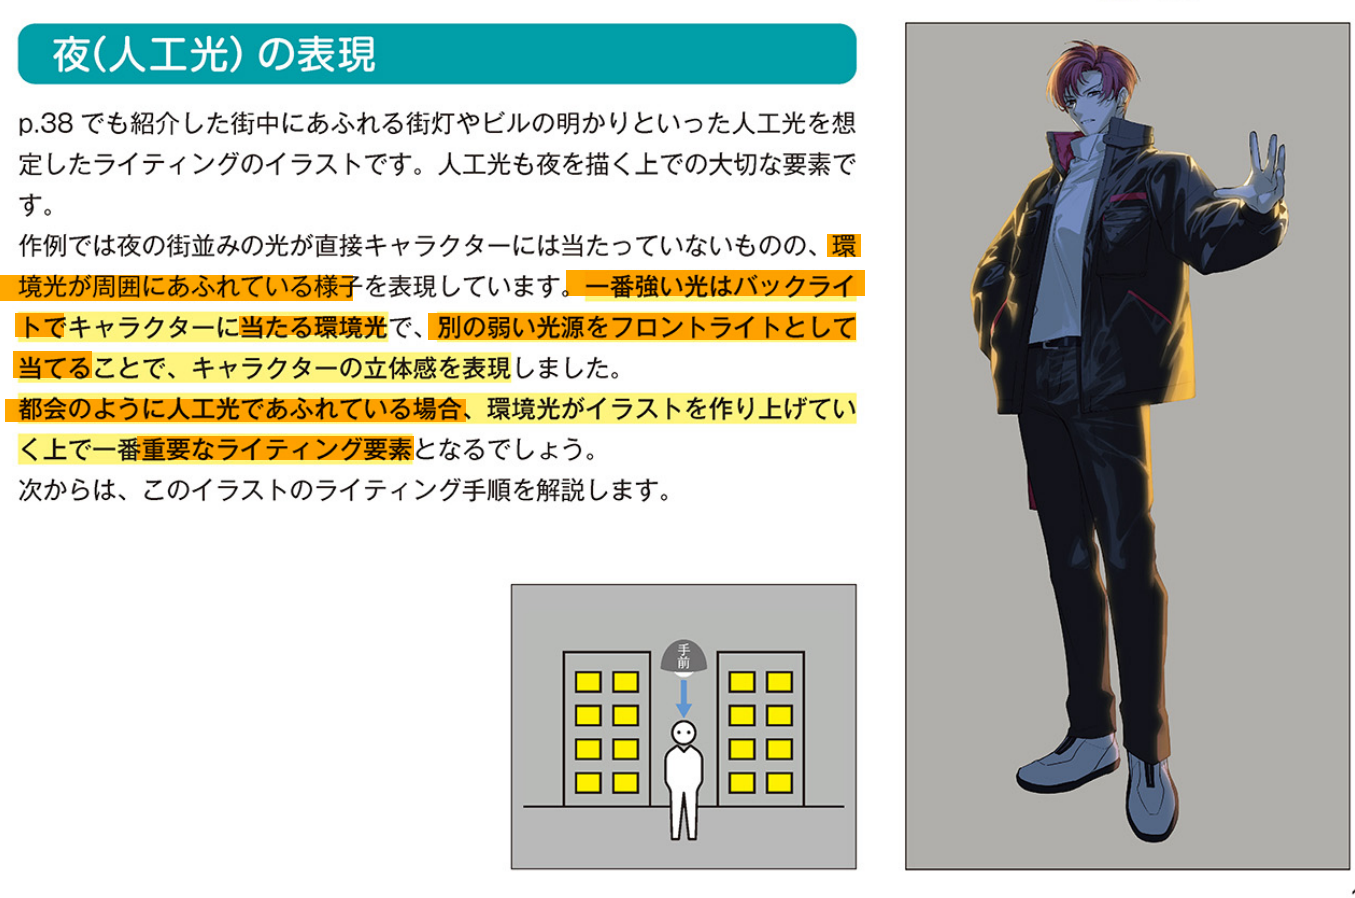 夜(人工光)の表現
p.38 でも紹介した街中にあふれる街灯やビルの明かりといった人工光を想
定したライティングのイラストです。人工光も夜を描く上での大切な要素で
す。
作例では夜の街並みの光が直接キャラクターには当たっていないものの、環
境光が周囲にあふれている様子を表現しています。一番強い光はバックライ
トでキャラクターに当たる環境光で、別の弱い光源をフロントライトとして
当てることで、キャラクターの立体感を表現しました。
都会のように人工光であふれている場合、環境光がイラストを作り上げてい
く上で一番重要なライティング要素となるでしょう。
次からは、このイラストのライティング手順を解説します。
手
前